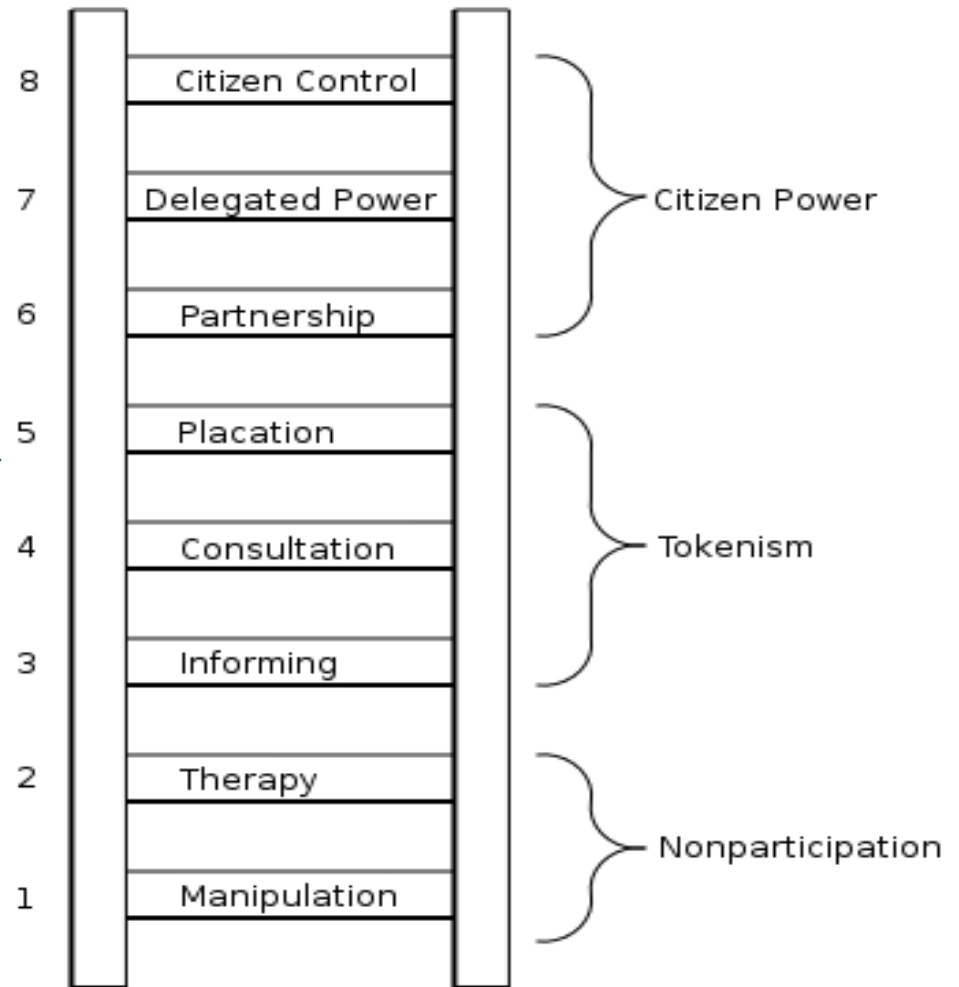 8 Citizen Control
7 Delegated Power
Citizen Power
6 Partnership
5 Placation
4 Consultation
Tokenism
3 Informing
2 Therapy
Nonparticipation
1 Manipulation